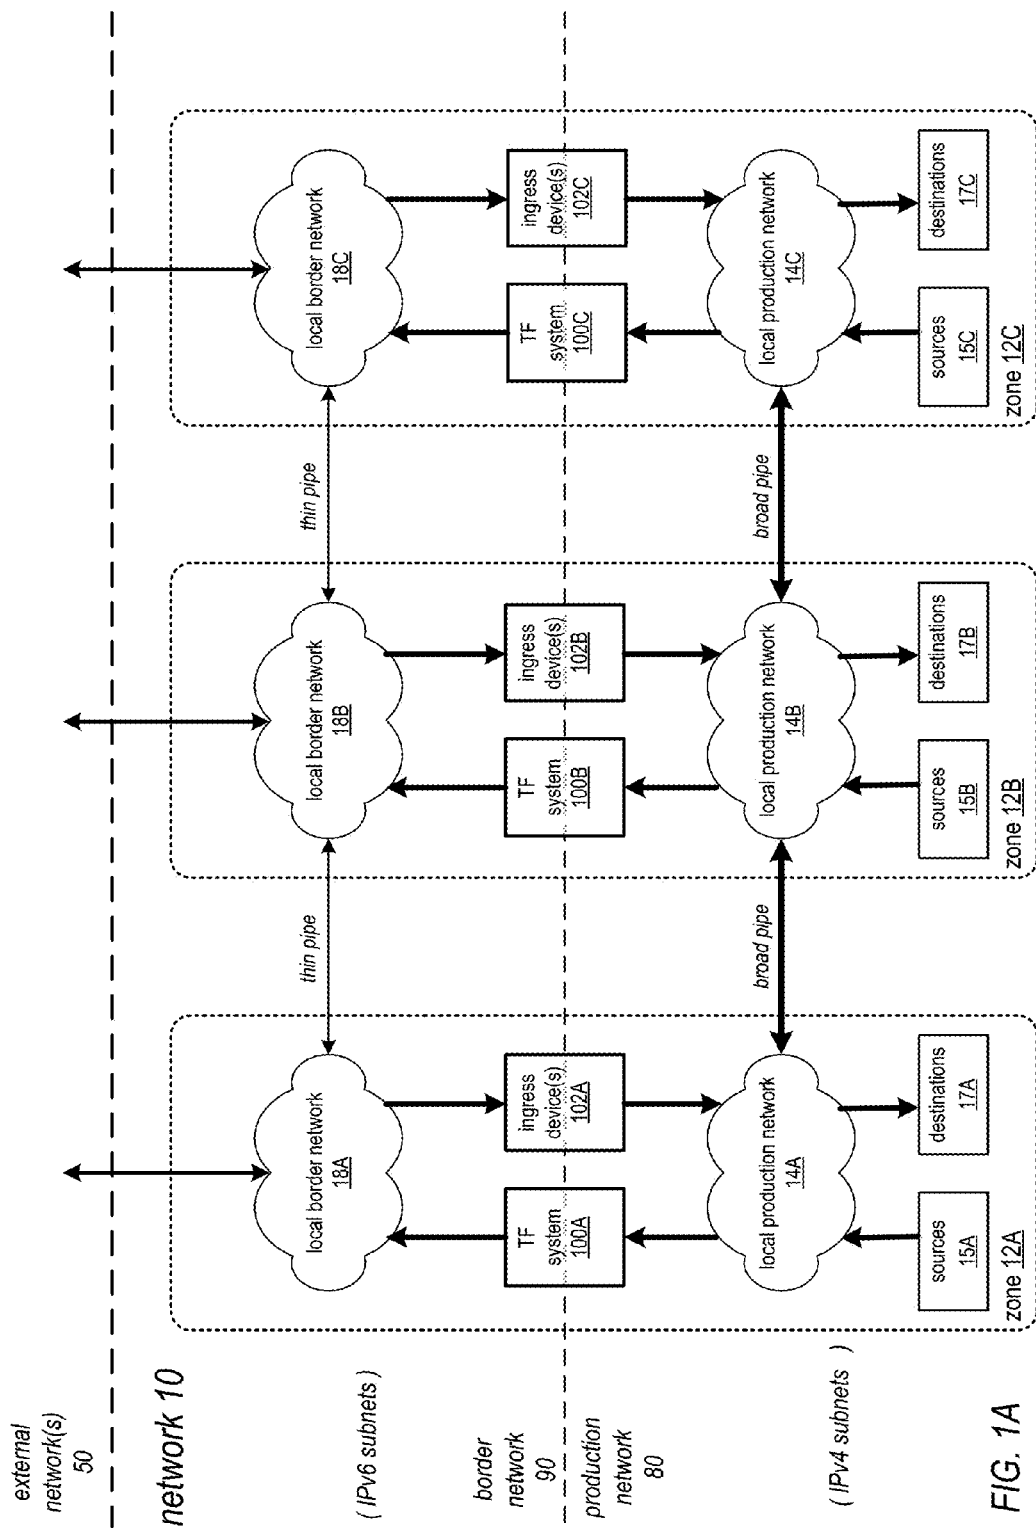 external
network(s)
50
network 10
( IPv6 subnets )
border
network
90
production
network
80
( IPv4 subnets )
FIG. 1A
local border network
18A
thin pipe
local border network
18B
thin pipe
local border network
18C
TF
system
100A
ingress
device(s)
102A
TF
system
100B
ingress
device(s)
102B
TF
system
100C
ingress
device(s)
102C
local production network
14A
broad pipe
local production network
14B
broad pipe
local production network
14C
sources
15A
destinations
17A
sources
15B
destinations
17B
sources
15C
destinations
17C
zone 12A
zone 12B
zone 12C